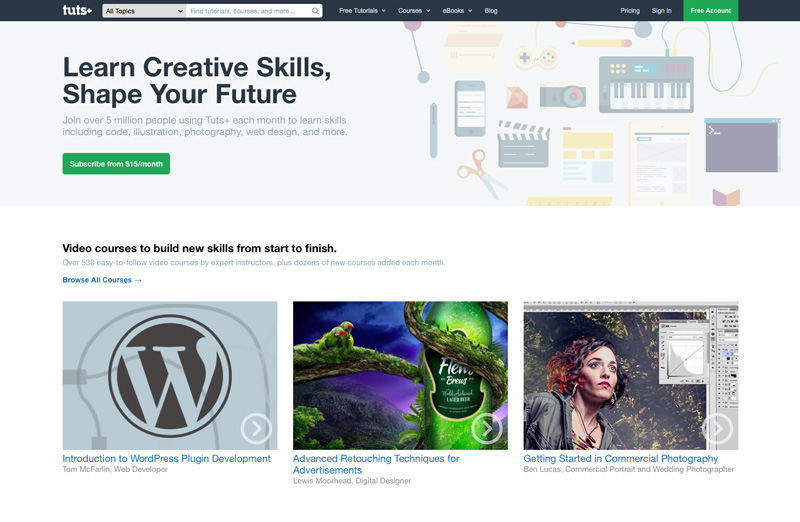 tuts+
All Topics
Find tutorials, courses, and more...
Free Tutorials
Courses
eBooks
Blog
Pricing
Sign In
Free Account
Learn Creative Skills,
Shape Your Future
Join over 5 million people using Tuts+ each month to learn skills
including code, illustration, photography, web design, and more.
Subscribe from $15/month
Video courses to build new skills from start to finish.
Over 530 easy-to-follow video courses by expert instructors, plus dozens of new courses added each month.
Browse All Courses →
W
Brews
Introduction to WordPress Plugin Development
Tom McFarlin, Web Developer
Advanced Retouching Techniques for
Advertisements
Lewis Moorhead, Digital Designer
Getting Started in Commercial Photography
Ben Lucas, Commercial Portrait and Wedding Photographer